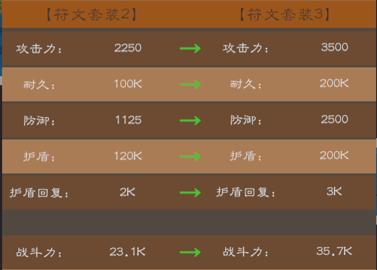 【符文套装2】 【符文套装3】
攻击力： 2250 → 攻击力： 3500
耐久： 100K → 耐久： 200K
防御： 1125 → 防御： 2500
护盾： 120K → 护盾： 200K
护盾回复： 2K → 护盾回复： 3K
战斗力： 23.1K → 战斗力： 35.7K